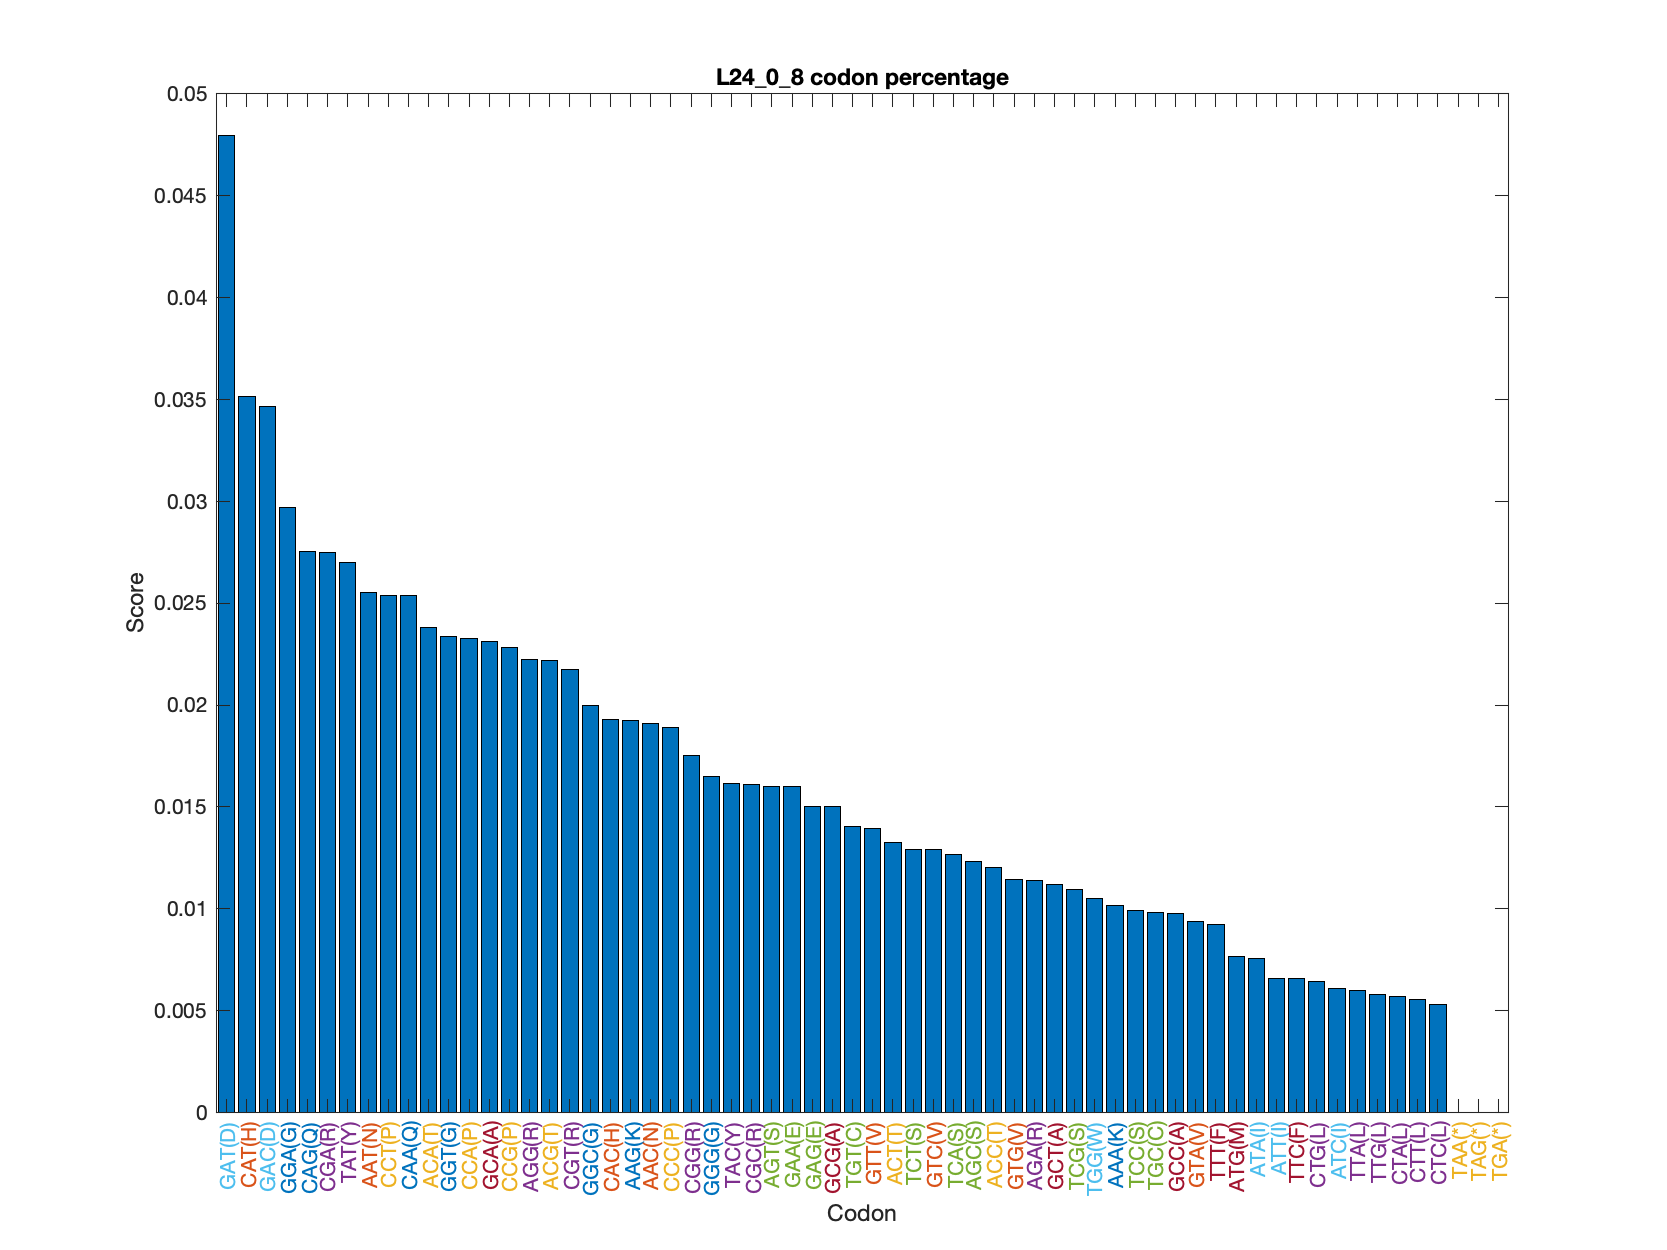 L24_0_8 codon percentage
0.05
0.045
0.04
0.035
0.03
0.025
0.02
0.015
0.01
0.005
0
Score
GAT(D)
CAT(H)
GAC(D)
GGA(G)
CAG(Q)
CGA(R)
TAT(Y)
AAT(N)
CCT(P)
CAA(Q)
ACA(T)
GGT(G)
CCA(P)
GCA(A)
CCG(P)
AGG(R)
ACG(T)
CGT(R)
GGC(G)
CAC(H)
AAG(K)
AAC(N)
CCC(P)
CGG(R)
GGG(G)
TAC(Y)
CGC(R)
AGT(S)
GAA(E)
GAG(E)
GCG(A)
TGT(C)
GTT(V)
ACT(T)
TCT(S)
GTC(V)
TCA(S)
AGC(S)
ACC(T)
GTG(V)
AGA(R)
GCT(A)
TCG(S)
TGG(W)
AAA(K)
TCC(S)
TGC(C)
GCC(A)
GTA(V)
TTT(F)
ATG(M)
ATA(I)
ATT(I)
TTC(F)
CTG(L)
ATC(I)
TTA(L)
TTG(L)
CTA(L)
CTT(L)
CTC(L)
TAA(*)
TAG(*)
TGA(*)
Codon